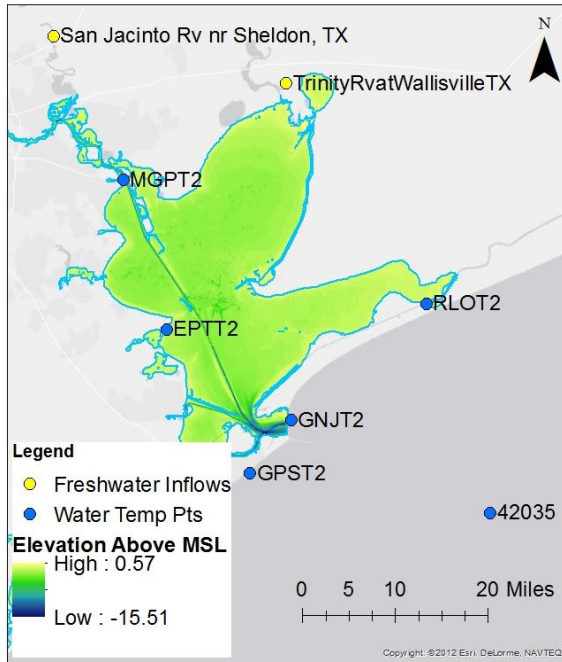 San Jacinto Rv nr Sheldon, TX
N
TrinityRvatWallisvilleTX
MGPT2
RLOT2
EPTT2
GNJT2
GPST2
42035
Legend
Freshwater Inflows
Water Temp Pts
Elevation Above MSL
High : 0.57
Low : -15.51
0 5 10 20 Miles
Copyright: ©2012 Esri, DeLorme, NAVTEQ